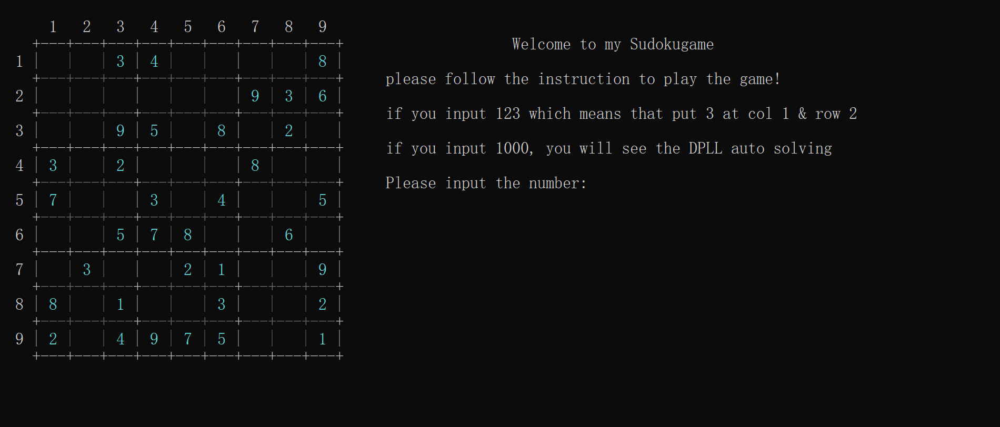 1 2 3 4 5 6 7 8 9
+---+---+---+---+---+---+---+---+---+
1 |   |   | 3 | 4 |   |   |   |   | 8 |
+---+---+---+---+---+---+---+---+---+
2 |   |   |   |   |   |   | 9 | 3 | 6 |
+---+---+---+---+---+---+---+---+---+
3 |   |   | 9 | 5 |   | 8 |   | 2 |   |
+---+---+---+---+---+---+---+---+---+
4 | 3 |   | 2 |   |   |   | 8 |   |   |
+---+---+---+---+---+---+---+---+---+
5 | 7 |   |   | 3 |   | 4 |   |   | 5 |
+---+---+---+---+---+---+---+---+---+
6 |   |   | 5 | 7 | 8 |   |   | 6 |   |
+---+---+---+---+---+---+---+---+---+
7 |   | 3 |   |   | 2 | 1 |   |   | 9 |
+---+---+---+---+---+---+---+---+---+
8 | 8 |   | 1 |   |   | 3 |   |   | 2 |
+---+---+---+---+---+---+---+---+---+
9 | 2 |   | 4 | 9 | 7 | 5 |   |   | 1 |
+---+---+---+---+---+---+---+---+---+
Welcome to my Sudokugame
please follow the instruction to play the game!
if you input 123 which means that put 3 at col 1 & row 2
if you input 1000, you will see the DPLL auto solving
Please input the number: